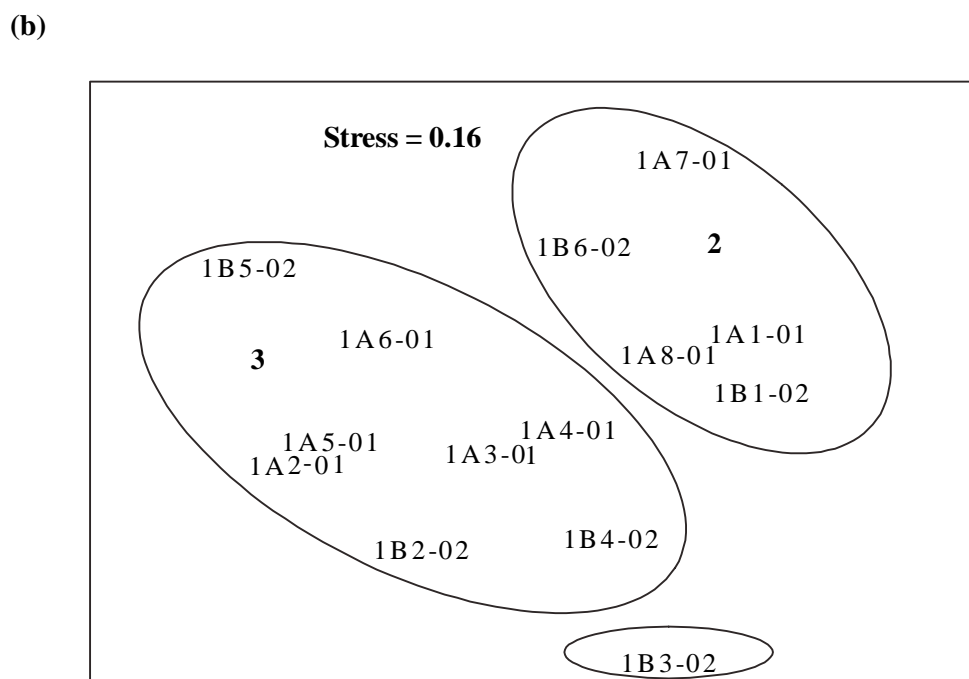 (b)
Stress = 0.16
1A7-01
1B6-02
2
1B5-02
1A6-01
1A1-01
1A8-01
3
1B1-02
1A4-01
1A5-01
1A3-01
1A2-01
1B4-02
1B2-02
1B3-02